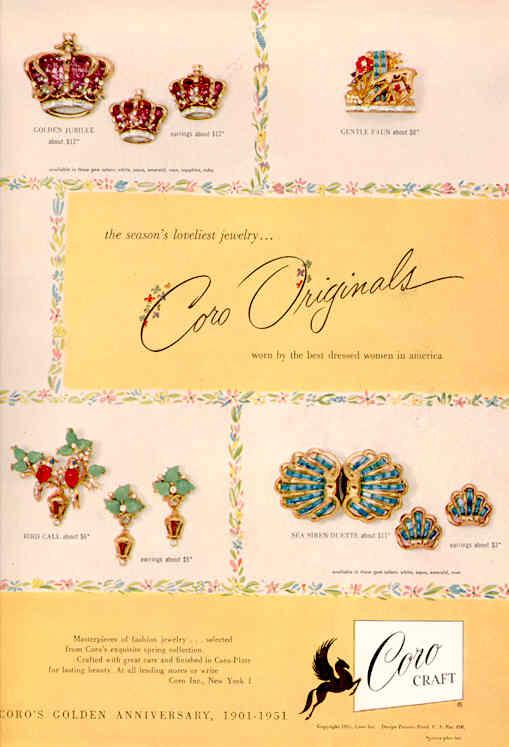 GOLDEN JUBILEE
about $12*
earrings about $12*
GENTLE FAUN about $8*
available in these gem colors: white, aqua, emerald, rose, sapphire, ruby
the season's loveliest jewelry...
Coro Originals
worn by the best dressed women in america
BIRD CALL about $6*
earrings about $5*
SEA SIREN DUETTE about
earrings about
available in these gem colors: white, aqua, emerald, rose
Masterpieces of fashion jewelry . . . selected
from Coro's exquisite spring collection.
Crafted with great care and finished in Coro-Plate
for lasting beauty. At all leading stores or write
Coro Inc., New York 1
Coro
CRAFT
®
CORO'S GOLDEN ANNIVERSARY, 1901-1951
Copyright 1951, Coro Inc. Design Patents Pend. U. S. Pat. Off.
*prices plus tax